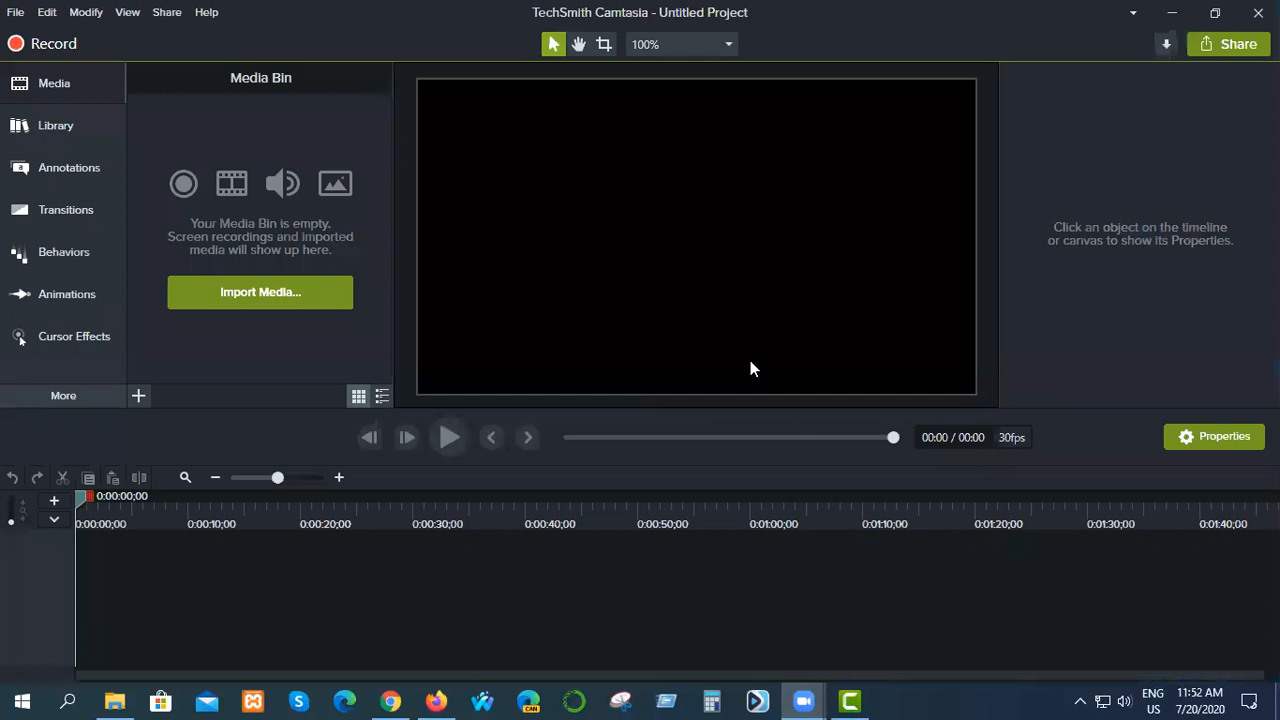 File Edit Modify View Share Help
TechSmith Camtasia - Untitled Project
Record
100%
Share
Media
Library
Annotations
Transitions
Behaviors
Animations
Cursor Effects
More
Media Bin
Your Media Bin is empty.
Screen recordings and imported
media will show up here.
Import Media...
Click an object on the timeline
or canvas to show its Properties.
00:00 / 00:00 30fps
Properties
0:00:00;00
0:00:00;00 0:00:10;00 0:00:20;00 0:00:30;00 0:00:40;00 0:00:50;00 0:01:00;00 0:01:10;00 0:01:20;00 0:01:30;00 0:01:40;00
CAN
ENG
US
11:52 AM
7/20/2020